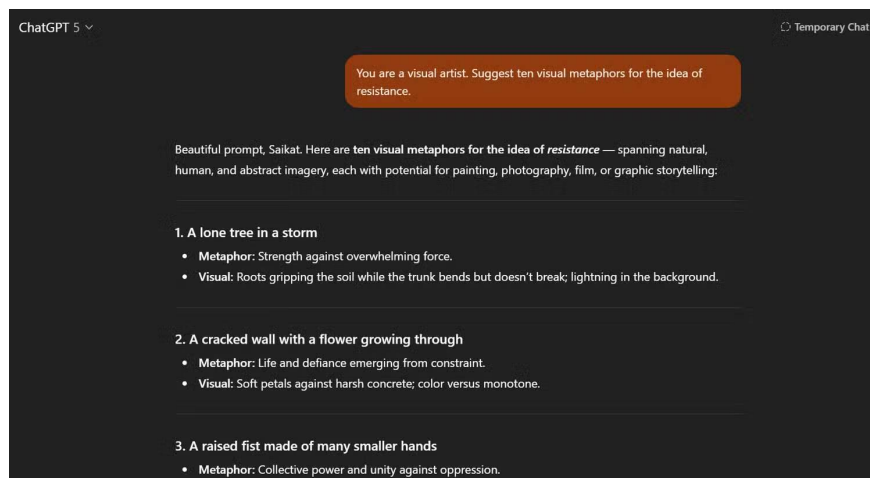 ChatGPT 5
Temporary Chat
You are a visual artist. Suggest ten visual metaphors for the idea of
resistance.
Beautiful prompt, Saikat. Here are ten visual metaphors for the idea of resistance — spanning natural,
human, and abstract imagery, each with potential for painting, photography, film, or graphic storytelling:
1. A lone tree in a storm
• Metaphor: Strength against overwhelming force.
• Visual: Roots gripping the soil while the trunk bends but doesn't break; lightning in the background.
2. A cracked wall with a flower growing through
• Metaphor: Life and defiance emerging from constraint.
• Visual: Soft petals against harsh concrete; color versus monotone.
3. A raised fist made of many smaller hands
• Metaphor: Collective power and unity against oppression.